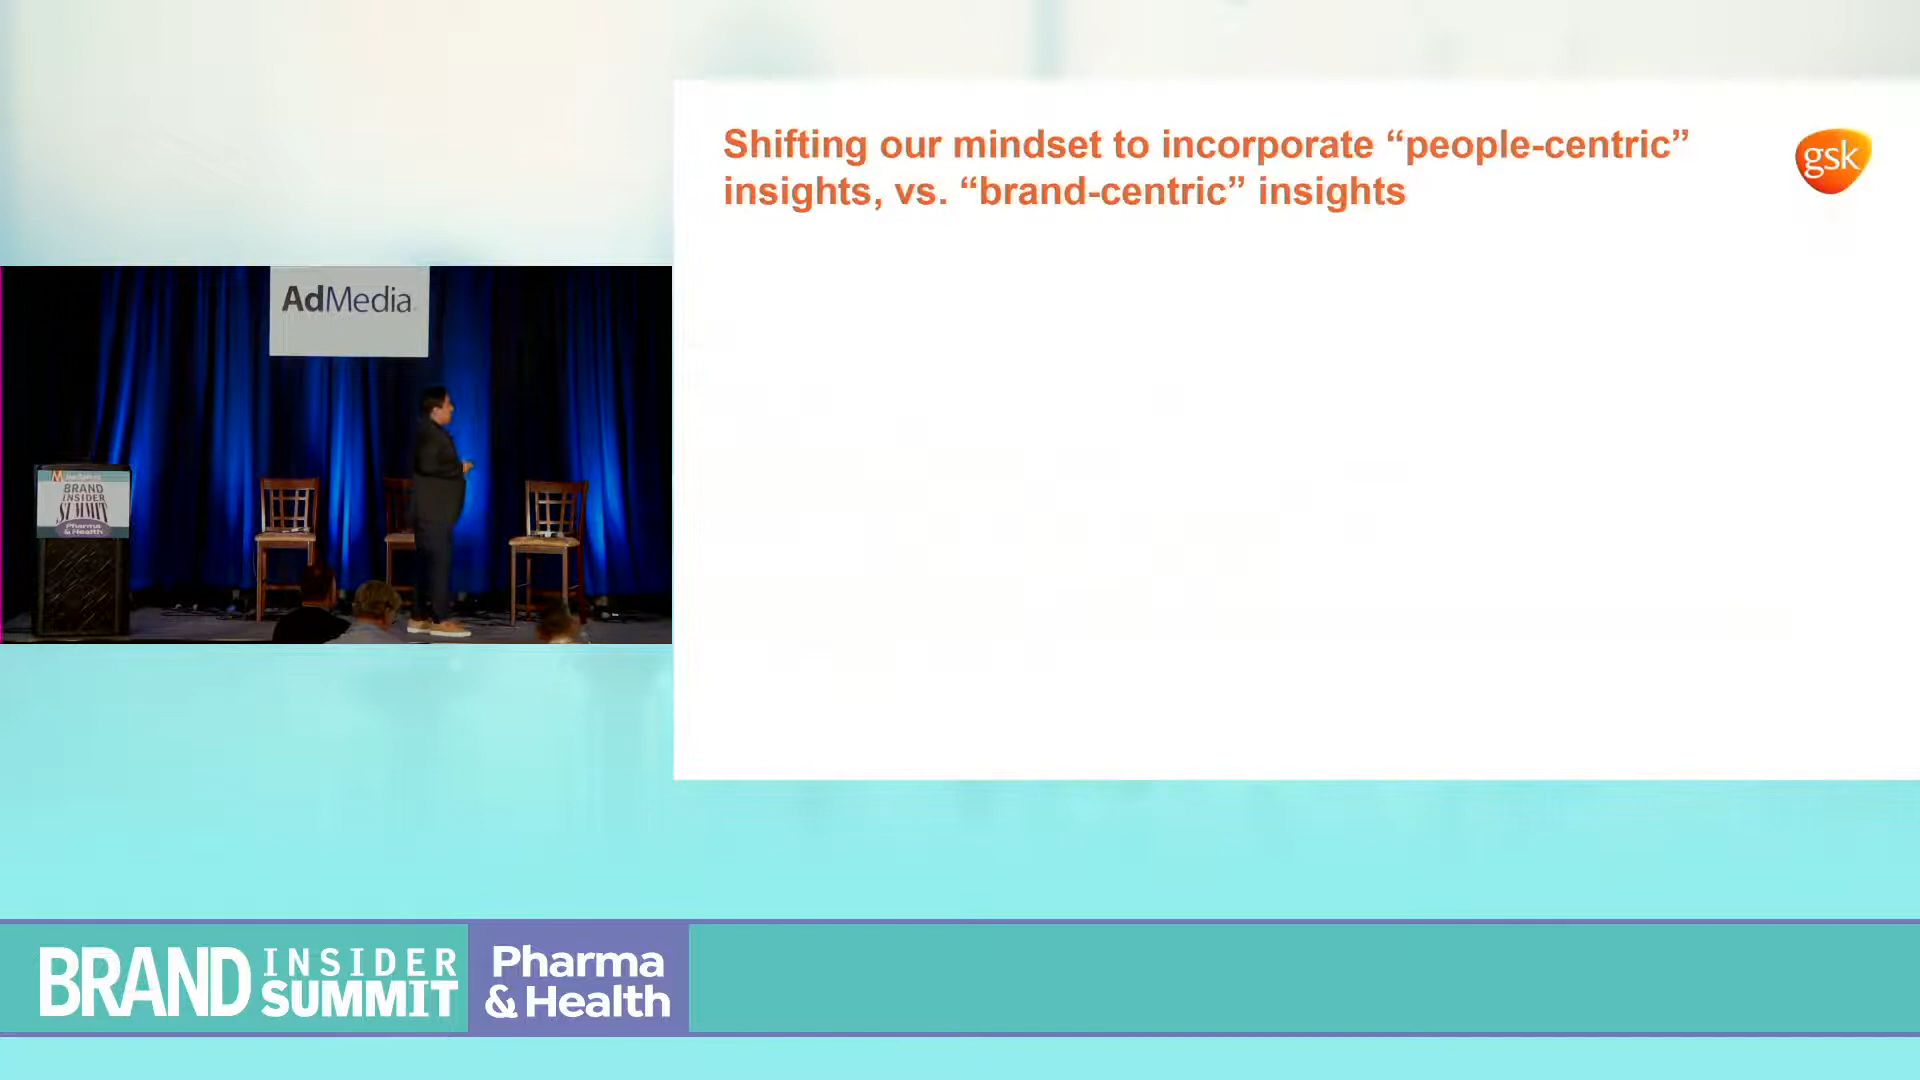 Shifting our mindset to incorporate “people-centric”
insights, vs. “brand-centric” insights
gsk
AdMedia
BRAND
INSIDER
SUMMIT
Pharma
& Health
BRAND INSIDER
SUMMIT
Pharma
& Health